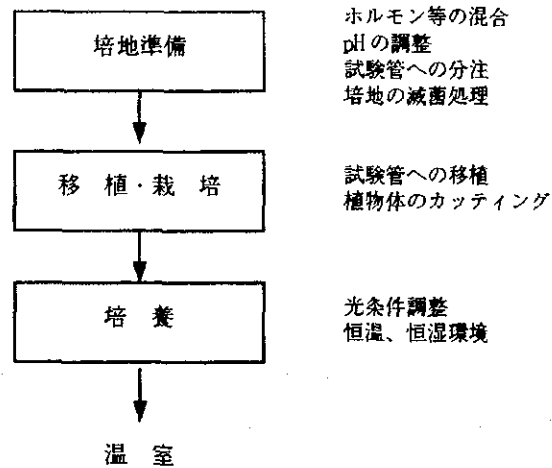 培地準備
ホルモン等の混合
pHの調整
試験管への分注
培地の滅菌処理
移 植・栽 培
試験管への移植
植物体のカッティング
培 養
光条件調整
恒温、恒湿環境
温 室